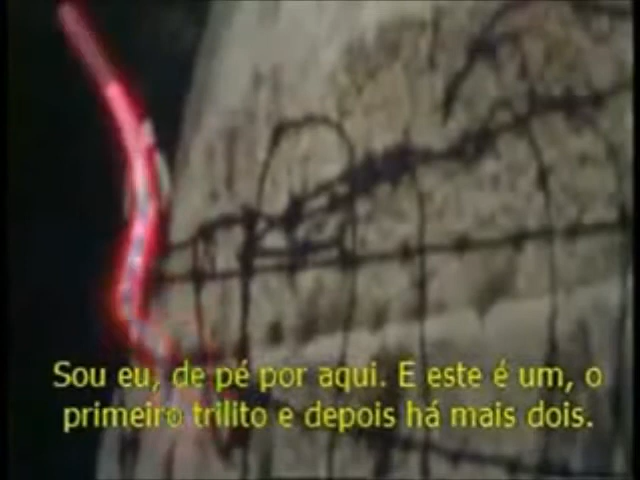 Sou eu, de pé por aqui. E este é um, o
primeiro trilito e depois há mais dois.